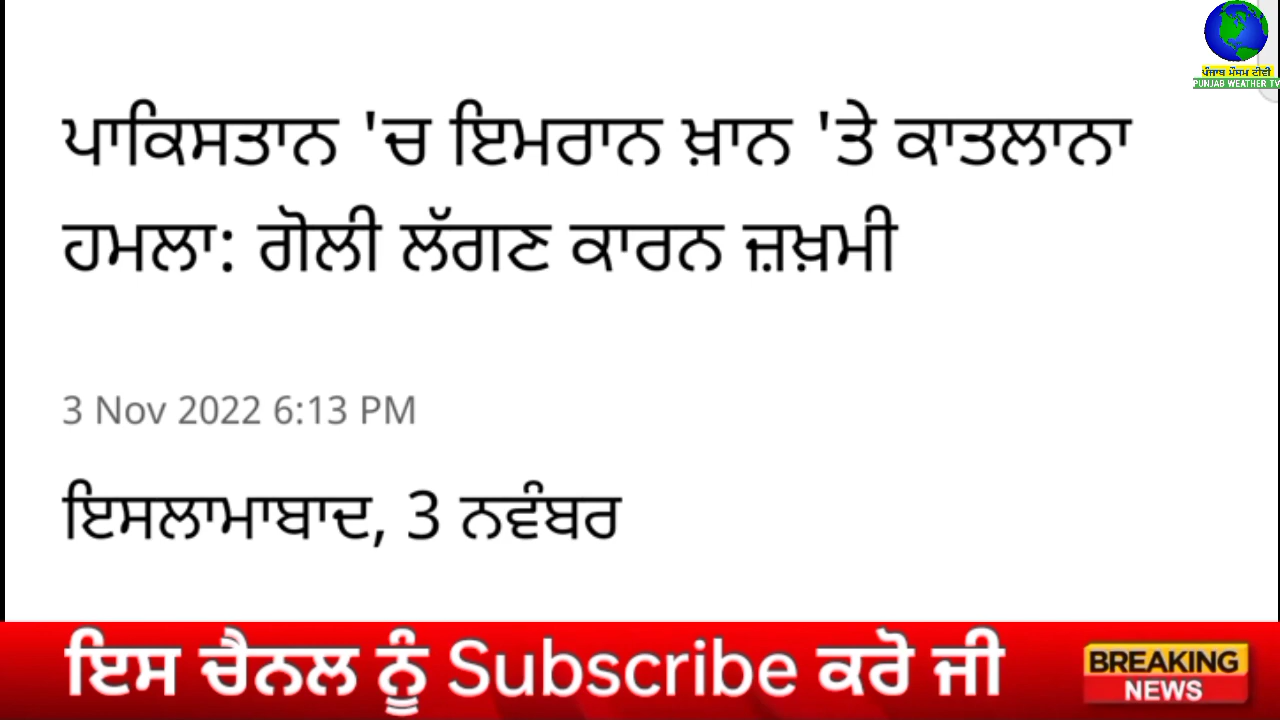 ਪੰਜਾਬ ਮੌਸਮ ਟੀਵੀ
PUNJAB WEATHER TV
ਪਾਕਿਸਤਾਨ 'ਚ ਇਮਰਾਨ ਖ਼ਾਨ 'ਤੇ ਕਾਤਲਾਨਾ
ਹਮਲਾ: ਗੋਲੀ ਲੱਗਣ ਕਾਰਨ ਜ਼ਖ਼ਮੀ
3 Nov 2022 6:13 PM
ਇਸਲਾਮਾਬਾਦ, 3 ਨਵੰਬਰ
ਇਸ ਚੈਨਲ ਨੂੰ Subscribe ਕਰੋ ਜੀ
BREAKING
NEWS